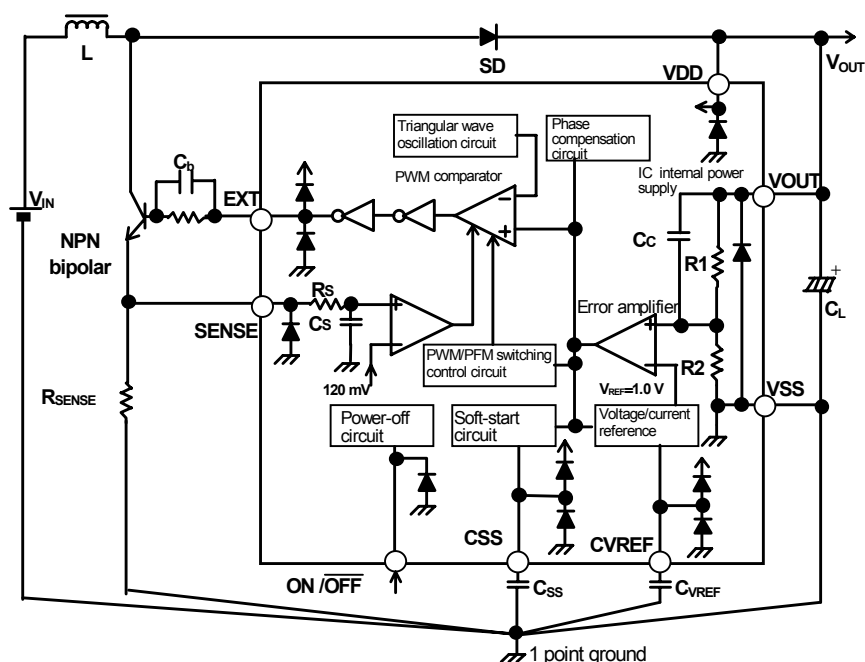 L
SD
VOUT
VDD
Triangular wave
oscillation circuit
Phase compensation
circuit
Cb
EXT
PWM comparator
IC internal power
supply
VOUT
VIN
NPN
bipolar
−
+
CC
R1
+
CL
RS
SENSE
CS
+
−
Error amplifier
+
−
R2
RSENSE
120 mV
PWM/PFM switching
control circuit
VREF=1.0 V
VSS
Power-off
circuit
Soft-start
circuit
Voltage/current
reference
CSS
CVREF
ON /OFF
CSS
CVREF
1 point ground